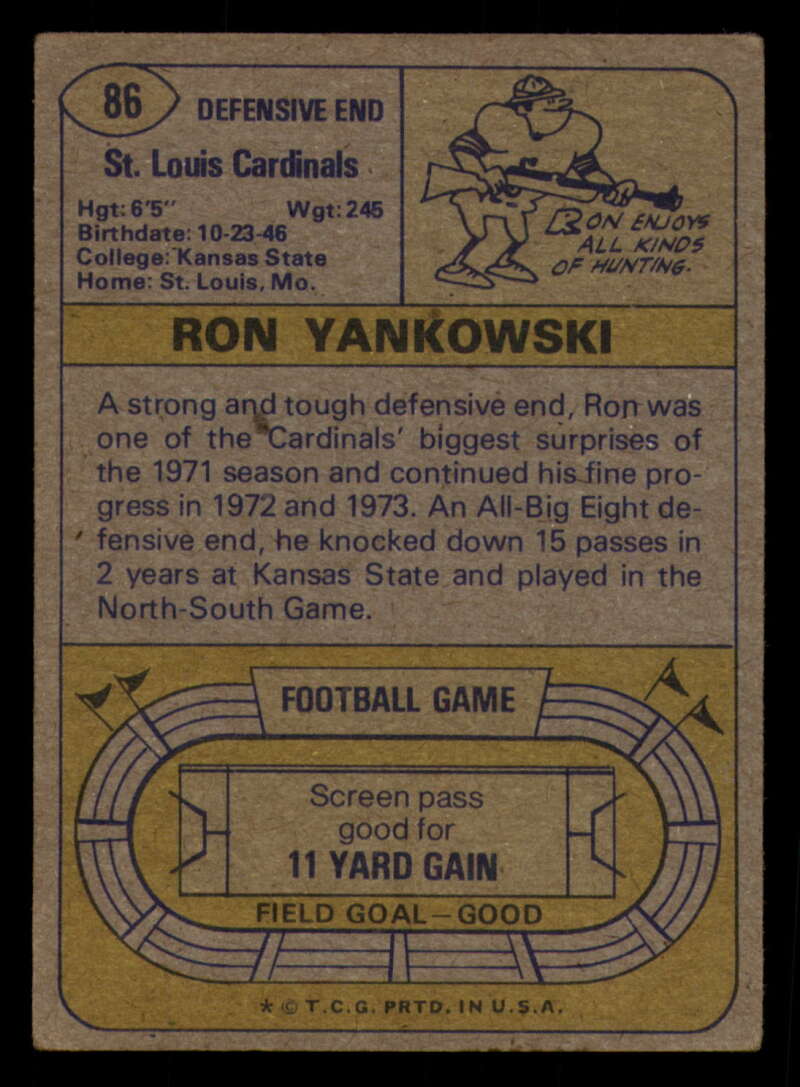 86
DEFENSIVE END
St. Louis Cardinals
Hgt: 6'5" Wgt: 245
Birthdate: 10-23-46
College: Kansas State
Home: St. Louis, Mo.
RON ENJOYS
ALL KINDS
OF HUNTING.
RON YANKOWSKI
A strong and tough defensive end, Ron was
one of the Cardinals' biggest surprises of
the 1971 season and continued his fine pro-
gress in 1972 and 1973. An All-Big Eight de-
fensive end, he knocked down 15 passes in
2 years at Kansas State and played in the
North-South Game.
FOOTBALL GAME
Screen pass
good for
11 YARD GAIN
FIELD GOAL—GOOD
* © T.C.G. PRTD. IN U.S.A.